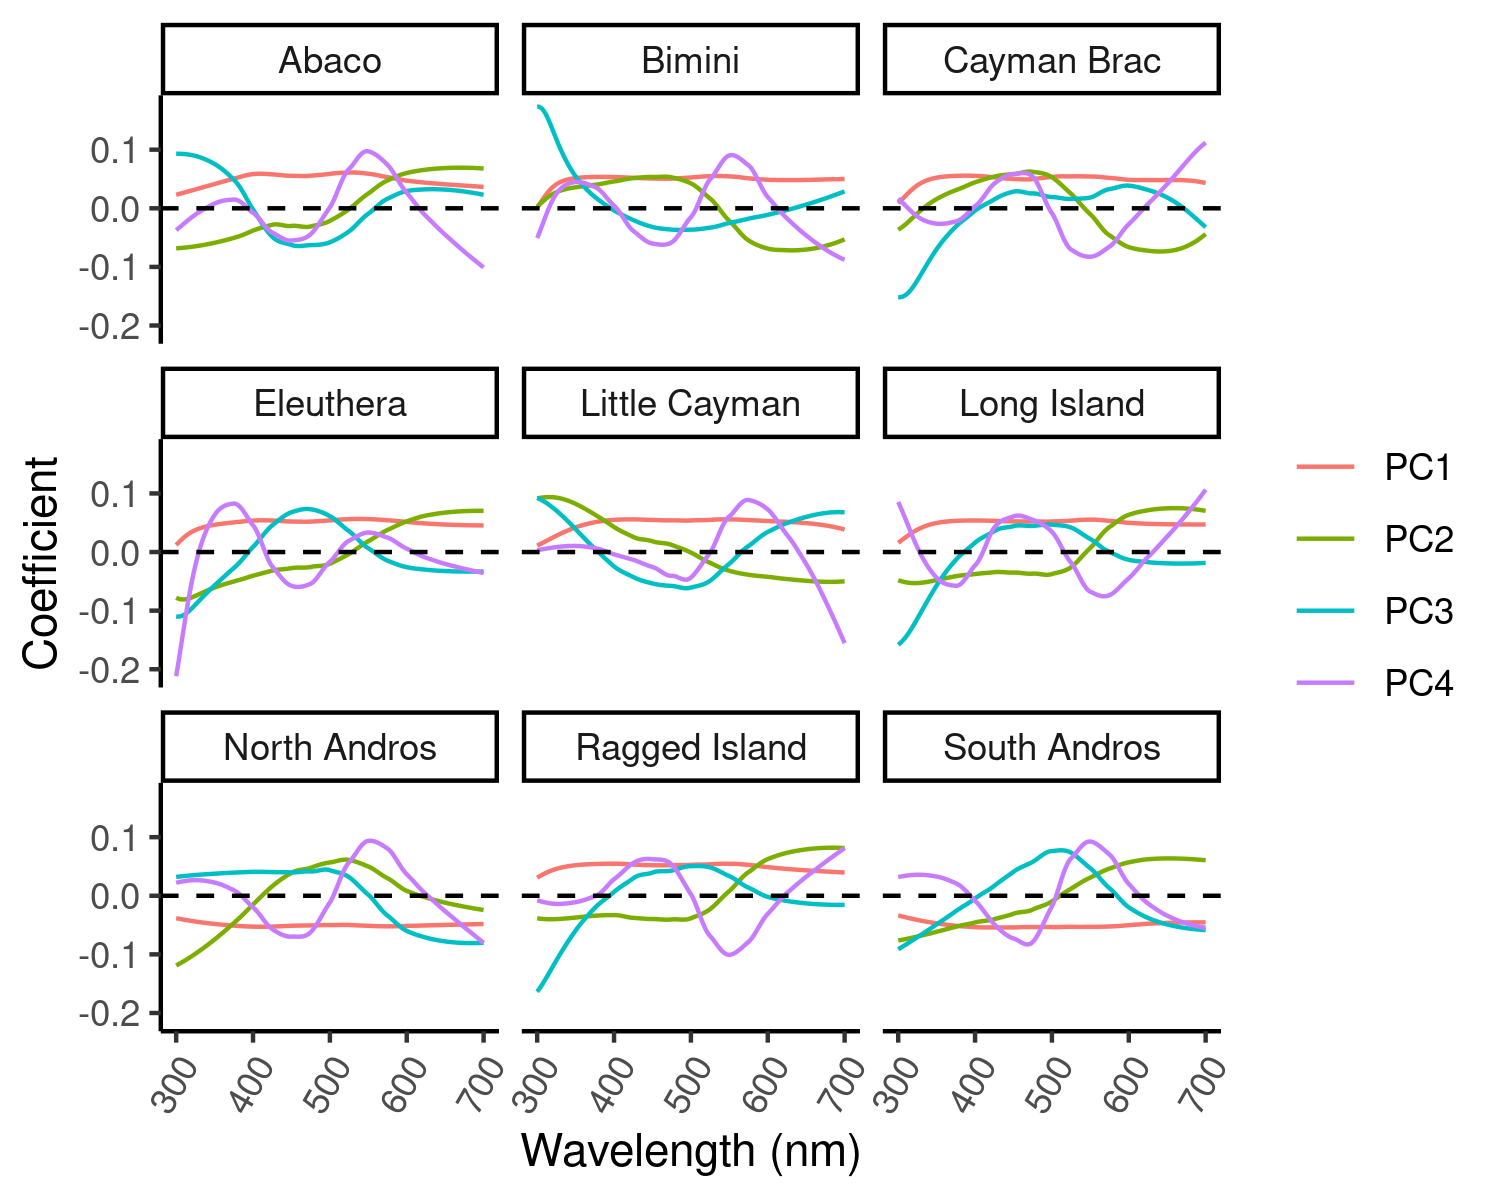 Abaco Bimini Cayman Brac
0.1
0.0
-0.1
-0.2
Eleuthera Little Cayman Long Island
0.1
0.0
-0.1
-0.2
North Andros Ragged Island South Andros
0.1
0.0
-0.1
-0.2
300 400 500 600 700 300 400 500 600 700 300 400 500 600 700
Wavelength (nm)
Coefficient
PC1
PC2
PC3
PC4